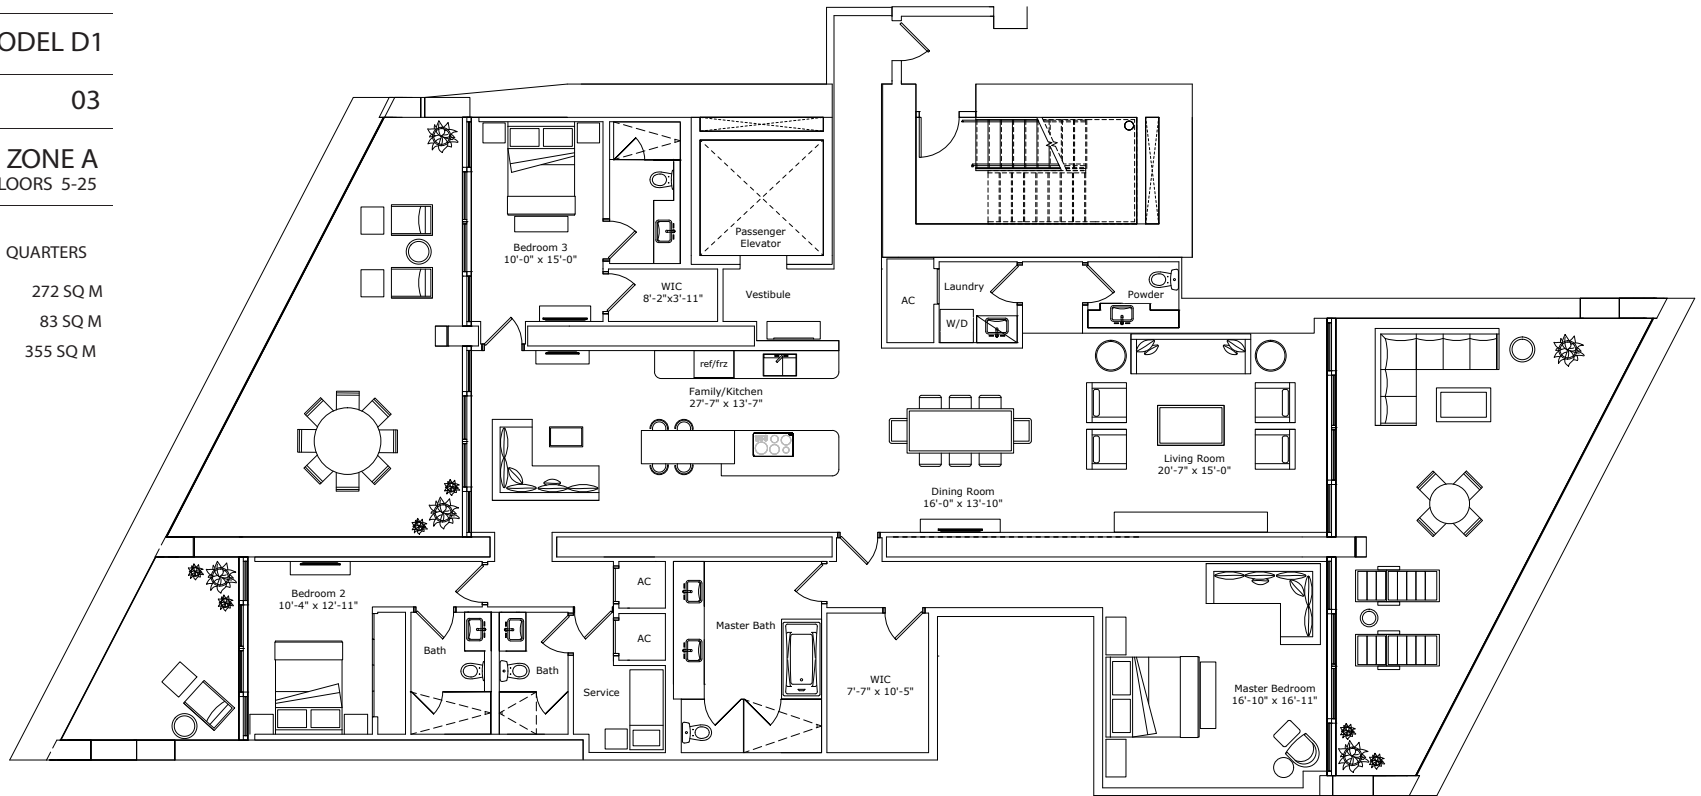 ODEL D1
03
ZONE A
LOORS 5-25
QUARTERS
272 SQ M
83 SQ M
355 SQ M
Bedroom 3
10'-0" x 15'-0"
WIC
8'-2"x3'-11"
Passenger
Elevator
Vestibule
AC
Laundry
W/D
Powder
ref/frz
Family/Kitchen
27'-7" x 13'-7"
Dining Room
16'-0" x 13'-10"
Living Room
20'-7" x 15'-0"
Bedroom 2
10'-4" x 12'-11"
Bath
Bath
AC
AC
Service
Master Bath
WIC
7'-7" x 10'-5"
Master Bedroom
16'-10" x 16'-11"